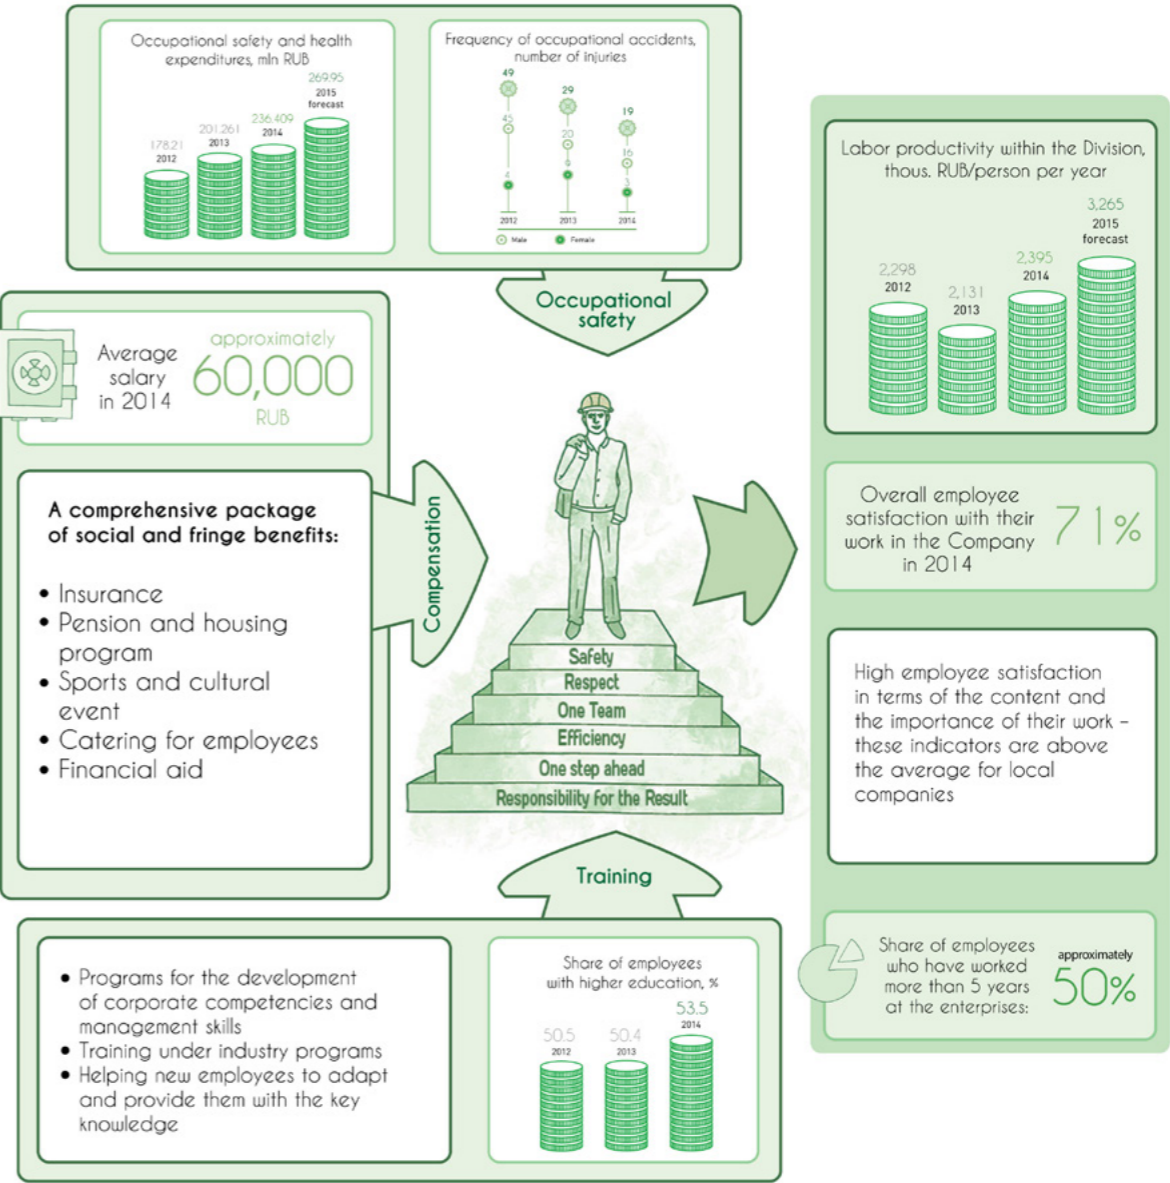 Occupational safety and health
expenditures, mln RUB
269.95
2015
forecast
236.409
2014
201.261
2013
178.21
2012
Frequency of occupational accidents,
number of injuries
49
45
4
2012
29
20
9
2013
19
16
3
2014
Male
Female
Occupational
safety
Average
salary
in 2014
approximately
60,000
RUB
A comprehensive package
of social and fringe benefits:
• Insurance
• Pension and housing
program
• Sports and cultural
event
• Catering for employees
• Financial aid
Compensation
Safety
Respect
One Team
Efficiency
One step ahead
Responsibility for the Result
Training
• Programs for the development
of corporate competencies and
management skills
• Training under industry programs
• Helping new employees to adapt
and provide them with the key
knowledge
Share of employees
with higher education, %
50.5
2012
50.4
2013
53.5
2014
Labor productivity within the Division,
thous. RUB/person per year
3,265
2015
forecast
2,395
2014
2,298
2012
2,131
2013
Overall employee
satisfaction with their
work in the Company
in 2014
71%
High employee satisfaction
in terms of the content and
the importance of their work –
these indicators are above
the average for local
companies
Share of employees
who have worked
more than 5 years
at the enterprises:
approximately
50%